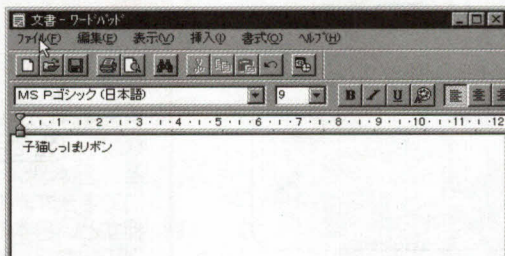 文書 - ワードパッド
ファイル(F) 編集(E) 表示(V) 挿入(I) 書式(O) ヘルプ(H)
MS Pゴシック (日本語) 9 B I U
1 2 3 4 5 6 7 8 9 10 11 12
子猫しっぽリボン